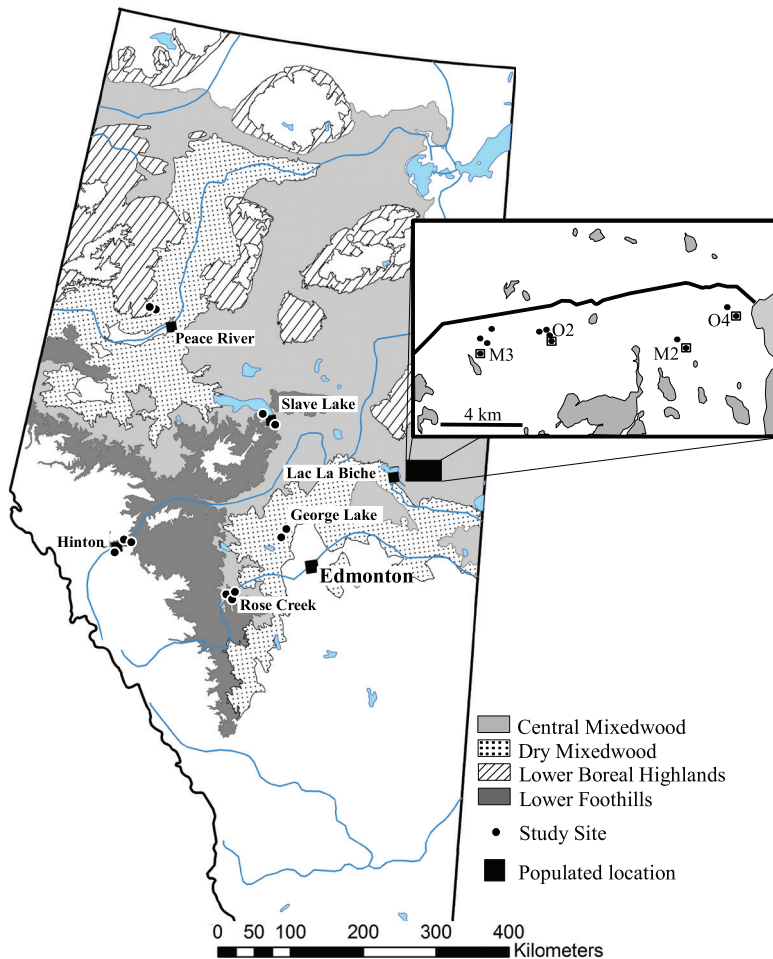 Peace River
Slave Lake
Lac La Biche
George Lake
Hinton
Edmonton
Rose Creek
O2
O4
M3
M2
4 km
Central Mixedwood
Dry Mixedwood
Lower Boreal Highlands
Lower Foothills
Study Site
Populated location
0 50 100 200 300 400
Kilometers